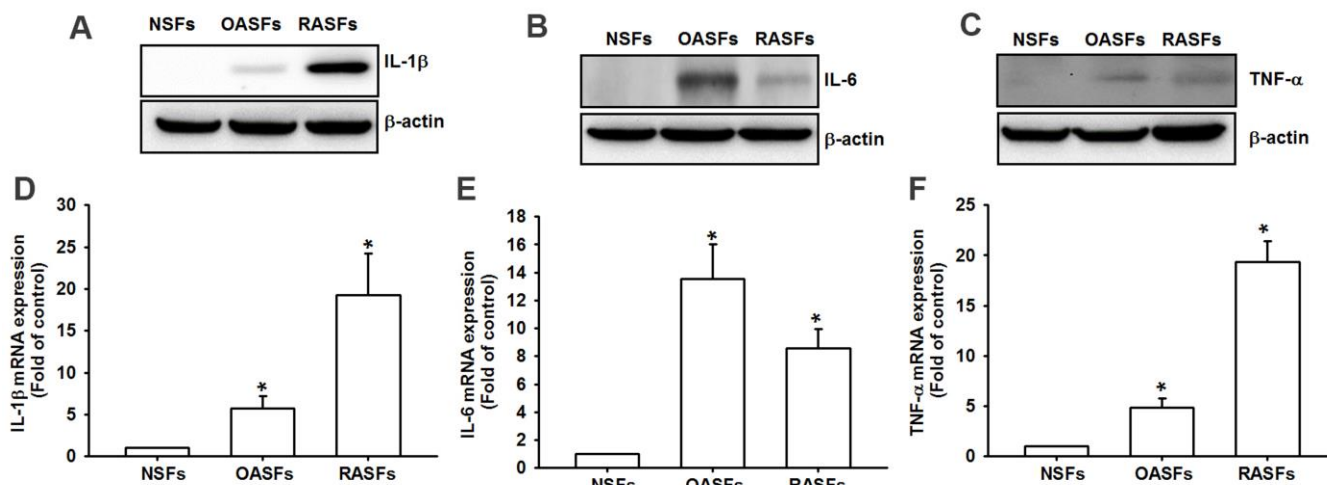 A
NSFs OASFs RASFs
IL-1β
β-actin
B
NSFs OASFs RASFs
IL-6
β-actin
C
NSFs OASFs RASFs
TNF-α
β-actin
D
IL-1β mRNA expression
(Fold of control)
30
25
20
15
10
5
0
*
*
NSFs OASFs RASFs
E
IL-6 mRNA expression
(Fold of control)
18
16
14
12
10
8
6
4
2
0
*
*
NSFs OASFs RASFs
F
TNF-α mRNA expression
(Fold of control)
25
20
15
10
5
0
*
*
NSFs OASFs RASFs